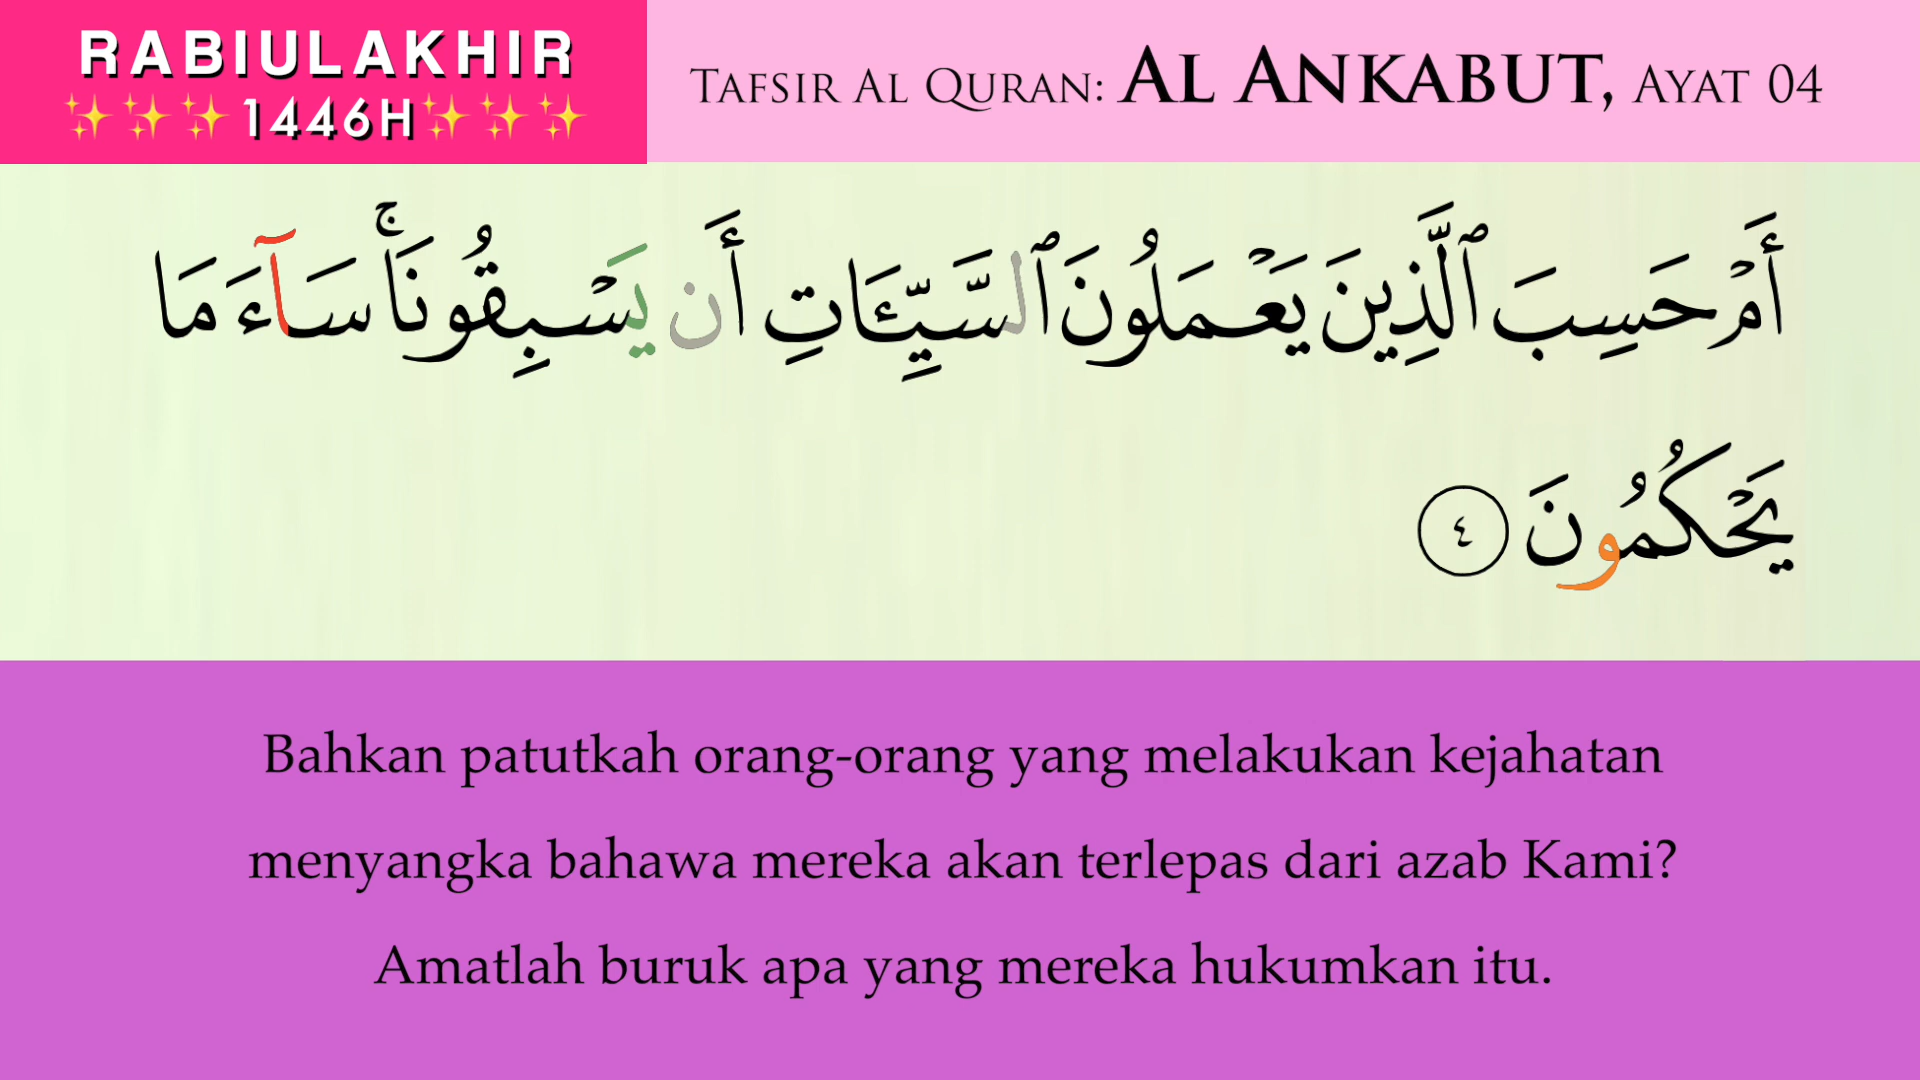 RABIULAKHIR
✨✨✨1446H✨✨✨
TAFSIR AL QURAN: AL ANKABUT, AYAT 04
أَمْ حَسِبَ ٱلَّذِينَ يَعْمَلُونَ ٱلسَّيِّـَٔاتِ أَن يَسْبِقُونَا ۚ سَآءَ مَا
يَحْكُمُونَ ٤
Bahkan patutkah orang-orang yang melakukan kejahatan
menyangka bahawa mereka akan terlepas dari azab Kami?
Amatlah buruk apa yang mereka hukumkan itu.